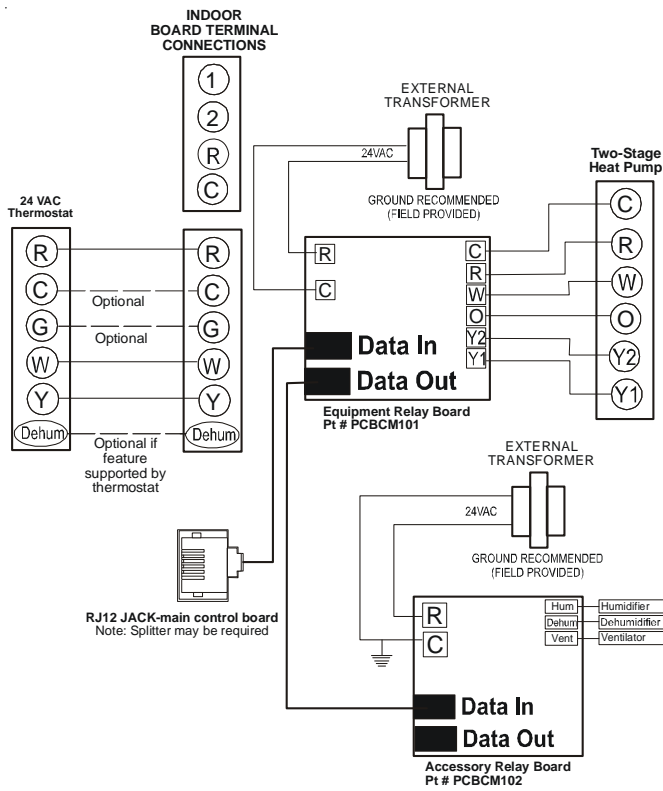 INDOOR
BOARD TERMINAL
CONNECTIONS
1
2
R
C
EXTERNAL
TRANSFORMER
24VAC
GROUND RECOMMENDED
(FIELD PROVIDED)
Two-Stage
Heat Pump
C
R
W
O
Y2
Y1
24 VAC
Thermostat
R
C
G
W
Y
Dehum
Optional
Optional
Optional if
feature
supported by
thermostat
R
C
G
W
Y
Dehum
R
C
C
R
W
O
Y2
Y1
Data In
Data Out
Equipment Relay Board
Pt # PCBCM101
RJ12 JACK-main control board
Note: Splitter may be required
EXTERNAL
TRANSFORMER
24VAC
GROUND RECOMMENDED
(FIELD PROVIDED)
R
C
Hum Humidifier
Dehum Dehumidifier
Vent Ventilator
Data In
Data Out
Accessory Relay Board
Pt # PCBCM102